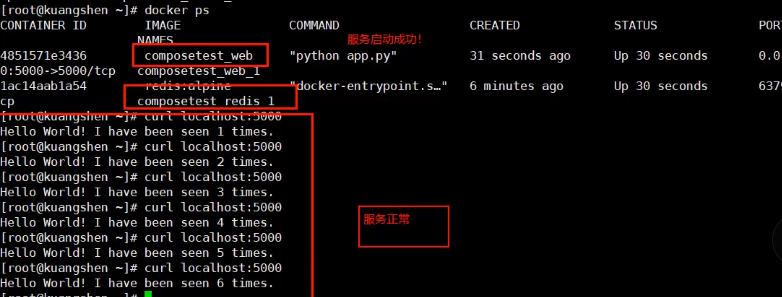 [root@kuangshen ~]# docker ps
CONTAINER ID IMAGE COMMAND CREATED STATUS PORT
NAMES
服务启动成功!
4851571e3436 composetest_web "python app.py" 31 seconds ago Up 30 seconds 0.0
0:5000->5000/tcp composetest_web_1
1ac14aab1a54 redis:alpine "docker-entrypoint.s…" 6 minutes ago Up 30 seconds 6379
cp composetest_redis_1
[root@kuangshen ~]# curl localhost:5000
Hello World! I have been seen 1 times.
[root@kuangshen ~]# curl localhost:5000
Hello World! I have been seen 2 times.
[root@kuangshen ~]# curl localhost:5000
Hello World! I have been seen 3 times.
[root@kuangshen ~]# curl localhost:5000
Hello World! I have been seen 4 times.
服务正常
[root@kuangshen ~]# curl localhost:5000
Hello World! I have been seen 5 times.
[root@kuangshen ~]# curl localhost:5000
Hello World! I have been seen 6 times.
[root@kuangshen ~]#